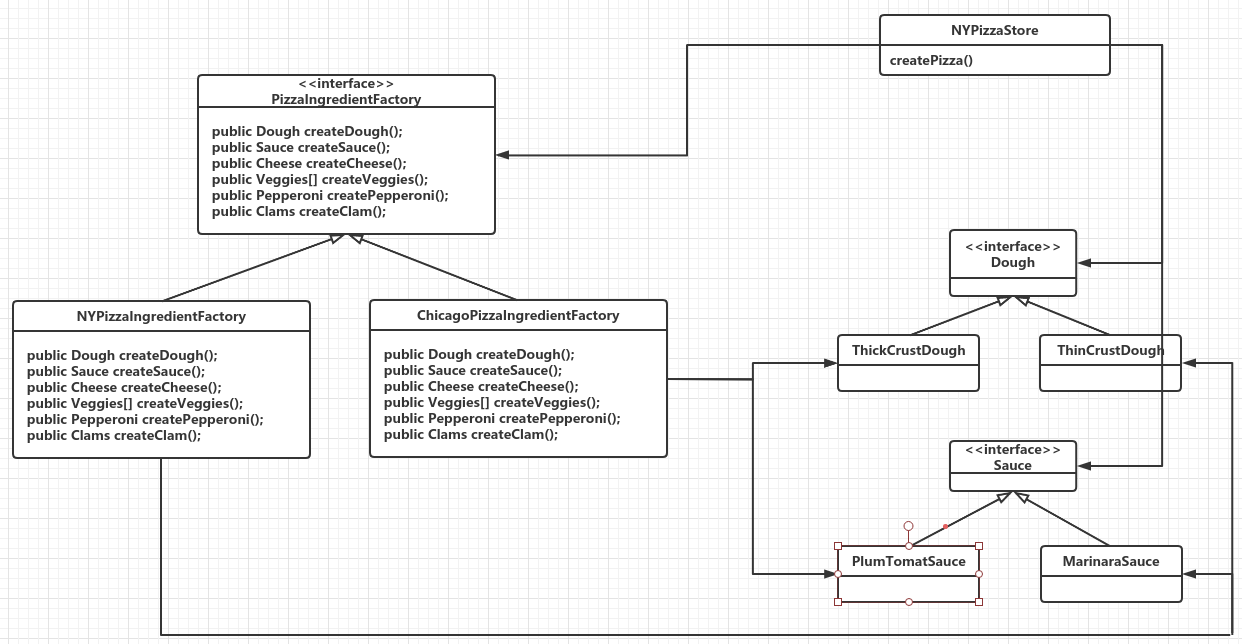 NYPizzaStore
createPizza()
<<interface>>
PizzaIngredientFactory
public Dough createDough();
public Sauce createSauce();
public Cheese createCheese();
public Veggies[] createVeggies();
public Pepperoni createPepperoni();
public Clams createClam();
<<interface>>
Dough
NYPizzaIngredientFactory
public Dough createDough();
public Sauce createSauce();
public Cheese createCheese();
public Veggies[] createVeggies();
public Pepperoni createPepperoni();
public Clams createClam();
ChicagoPizzaIngredientFactory
public Dough createDough();
public Sauce createSauce();
public Cheese createCheese();
public Veggies[] createVeggies();
public Pepperoni createPepperoni();
public Clams createClam();
ThickCrustDough
ThinCrustDough
<<interface>>
Sauce
PlumTomatSauce
MarinaraSauce